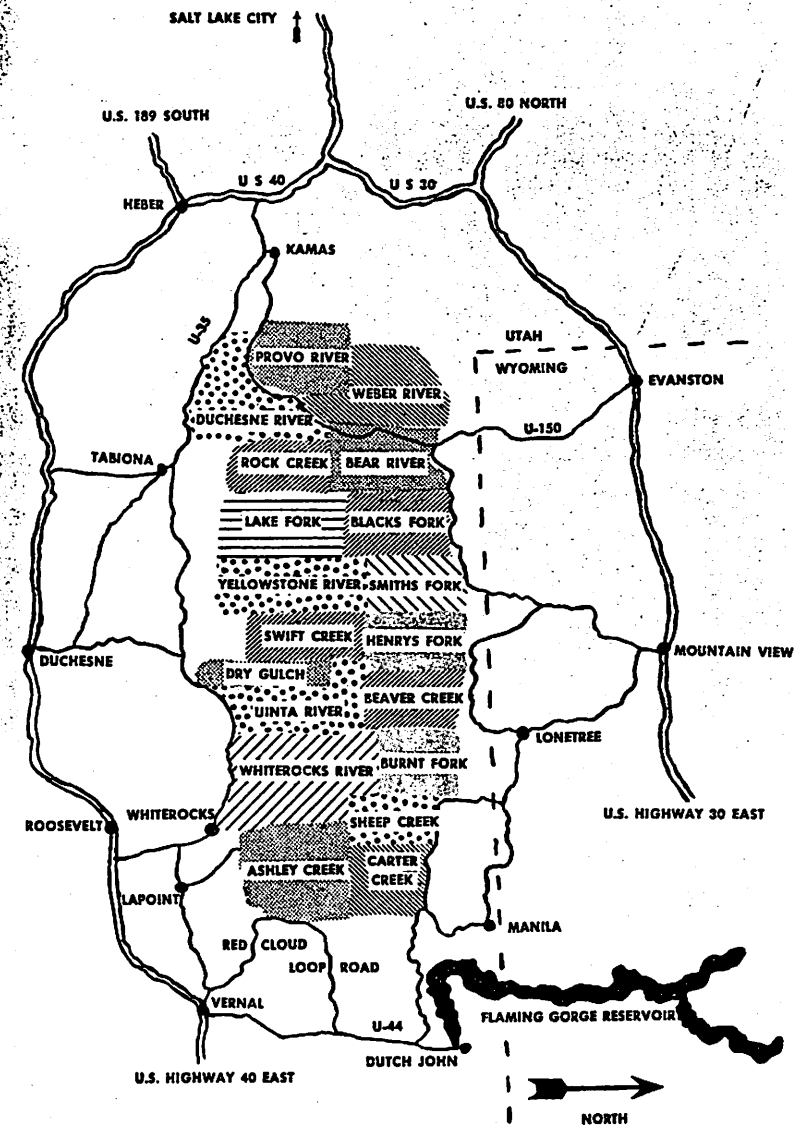 SALT LAKE CITY
U.S. 189 SOUTH
U.S. 80 NORTH
U S 40
U S 30
HEBER
KAMAS
U-35
UTAH
PROVO RIVER
WYOMING
EVANSTON
WEBER RIVER
DUCHESNE RIVER
U-150
TABIONA
ROCK CREEK
BEAR RIVER
LAKE FORK
BLACKS FORK
YELLOWSTONE RIVER
SMITHS FORK
SWIFT CREEK
HENRYS FORK
DUCHESNE
MOUNTAIN VIEW
DRY GULCH
BEAVER CREEK
UINTA RIVER
LONETREE
BURNT FORK
WHITEROCKS RIVER
WHITEROCKS
U.S. HIGHWAY 30 EAST
ROOSEVELT
SHEEP CREEK
ASHLEY CREEK
CARTER
CREEK
LAPOINT
MANILA
RED CLOUD
LOOP ROAD
VERNAL
FLAMING GORGE RESERVOIR
U-44
DUTCH JOHN
U.S. HIGHWAY 40 EAST
NORTH